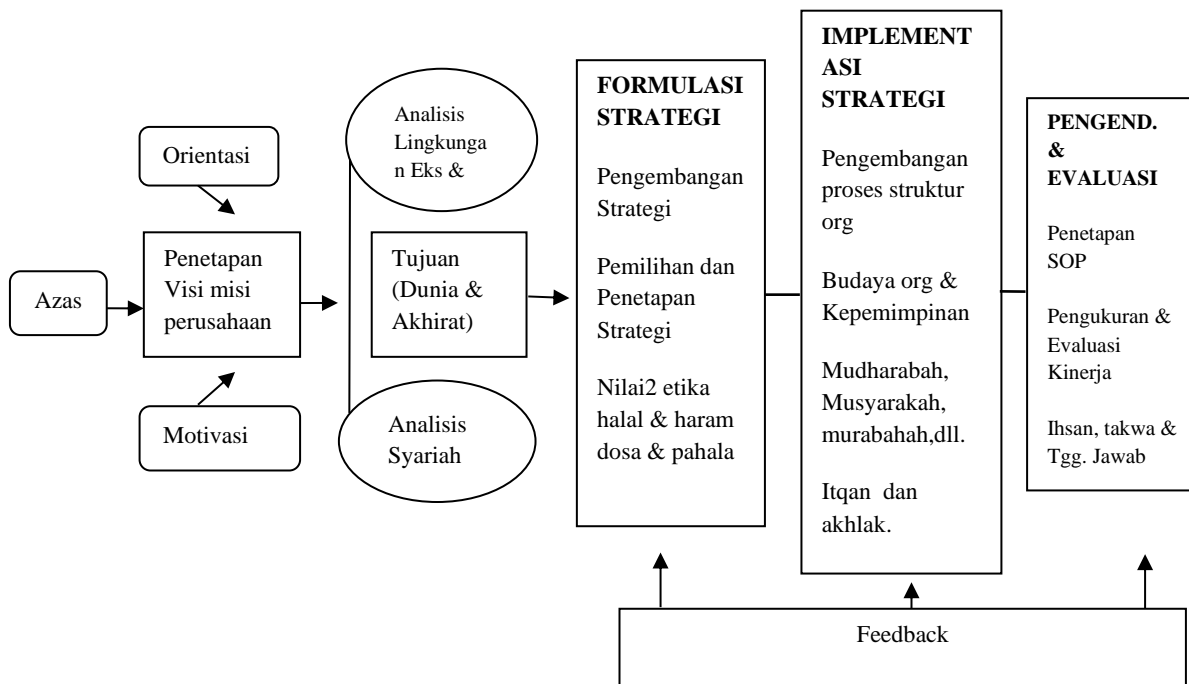 Orientasi
Azas
Penetapan
Visi misi
perusahaan
Motivasi
Analisis
Lingkunga
n Eks &
Tujuan
(Dunia &
Akhirat)
Analisis
Syariah
FORMULASI
STRATEGI
Pengembangan
Strategi
Pemilihan dan
Penetapan
Strategi
Nilai2 etika
halal & haram
dosa & pahala
IMPLEMENT
ASI
STRATEGI
Pengembangan
proses struktur
org
Budaya org &
Kepemimpinan
Mudharabah,
Musyarakah,
murabahah,dll.
Itqan dan
akhlak.
PENGEND.
&
EVALUASI
Penetapan
SOP
Pengukuran &
Evaluasi
Kinerja
Ihsan, takwa &
Tgg. Jawab
Feedback